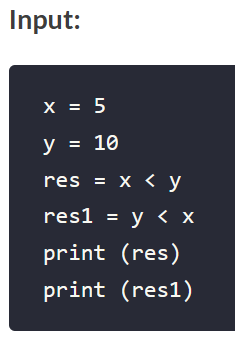 Input:
x = 5
y = 10
res = x < y
res1 = y < x
print (res)
print (res1)